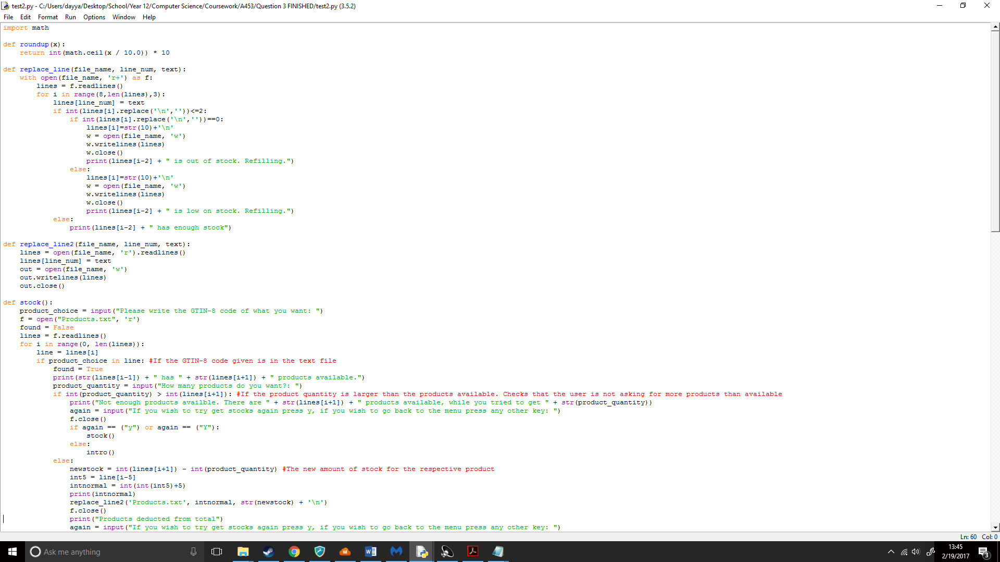 test2.py - C:/Users/dayya/Desktop/School/Year 12/Computer Science/Coursework/A453/Question 3 FINISHED/test2.py (3.5.2)
File Edit Format Run Options Window Help
import math

def roundup(x):
    return int(math.ceil(x / 10.0)) * 10

def replace_line(file_name, line_num, text):
    with open(file_name, 'r+') as f:
        lines = f.readlines()
        for i in range(8,len(lines),3):
            lines[line_num] = text
            if int(lines[i].replace('\n',''))<=2:
                if int(lines[i].replace('\n',''))==0:
                    lines[i]=str(10)+'\n'
                    w = open(file_name, 'w')
                    w.writelines(lines)
                    w.close()
                    print(lines[i-2] + " is out of stock. Refilling.")
                else:
                    lines[i]=str(10)+'\n'
                    w = open(file_name, 'w')
                    w.writelines(lines)
                    w.close()
                    print(lines[i-2] + " is low on stock. Refilling.")
            else:
                print(lines[i-2] + " has enough stock")

def replace_line2(file_name, line_num, text):
    lines = open(file_name, 'r').readlines()
    lines[line_num] = text
    out = open(file_name, 'w')
    out.writelines(lines)
    out.close()

def stock():
    product_choice = input("Please write the GTIN-8 code of what you want: ")
    f = open("Products.txt", 'r')
    found = False
    lines = f.readlines()
    for i in range(0, len(lines)):
        line = lines[i]
        if product_choice in line: #If the GTIN-8 code given is in the text file
            found = True
            print(str(lines[i-1]) + " has " + str(lines[i+1]) + " products available.")
            product_quantity = input("How many products do you want?: ")
            if int(product_quantity) > int(lines[i+1]): #If the product quantity is larger than the products available. Checks that the user is not asking for more products than available
                print("Not enough products availble. There are " + str(lines[i+1]) + " products available, while you tried to get " + str(product_quantity))
                again = input("If you wish to try get stocks again press y, if you wish to go back to the menu press any other key: ")
                f.close()
                if again == ("y") or again == ("Y"):
                    stock()
                else:
                    intro()
            else:
                newstock = int(lines[i+1]) - int(product_quantity) #The new amount of stock for the respective product
                int5 = line[i-5]
                intnormal = int(int(int5)+5)
                print(intnormal)
                replace_line2('Products.txt', intnormal, str(newstock) + '\n')
                f.close()
                print("Products deducted from total")
                again = input("If you wish to try get stocks again press y, if you wish to go back to the menu press any other key: ")
Ln: 60 Col: 0
Ask me anything
13:45
2/19/2017
3